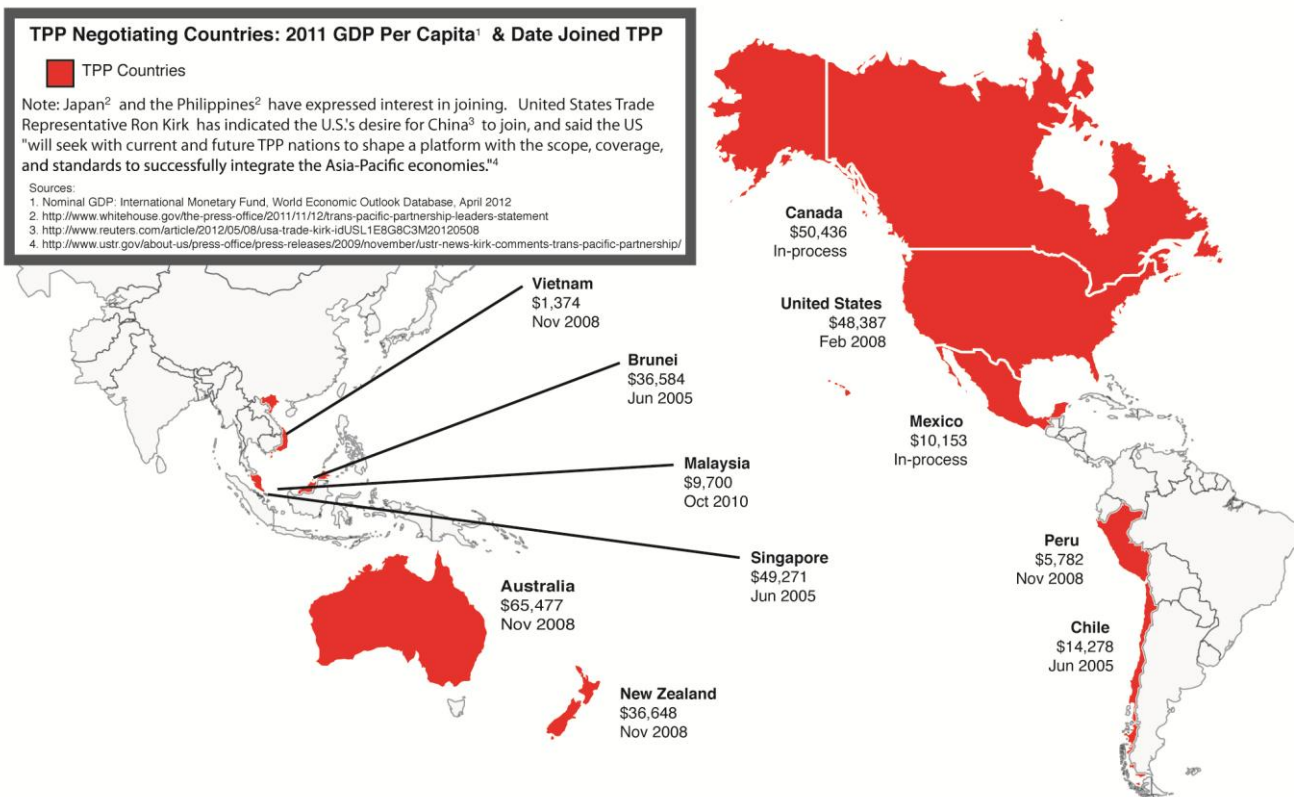 TPP Negotiating Countries: 2011 GDP Per Capita¹ & Date Joined TPP
TPP Countries
Note: Japan² and the Philippines² have expressed interest in joining. United States Trade
Representative Ron Kirk has indicated the U.S.'s desire for China³ to join, and said the US
"will seek with current and future TPP nations to shape a platform with the scope, coverage,
and standards to successfully integrate the Asia-Pacific economies."⁴
Sources:
1. Nominal GDP: International Monetary Fund, World Economic Outlook Database, April 2012
2. http://www.whitehouse.gov/the-press-office/2011/11/12/trans-pacific-partnership-leaders-statement
3. http://www.reuters.com/article/2012/05/08/usa-trade-kirk-idUSL1E8G8C3M20120508
4. http://www.ustr.gov/about-us/press-office/press-releases/2009/november/ustr-news-kirk-comments-trans-pacific-partnership/
Canada
$50,436
In-process
Vietnam
$1,374
Nov 2008
United States
$48,387
Feb 2008
Brunei
$36,584
Jun 2005
Mexico
$10,153
In-process
Malaysia
$9,700
Oct 2010
Singapore
$49,271
Jun 2005
Peru
$5,782
Nov 2008
Australia
$65,477
Nov 2008
Chile
$14,278
Jun 2005
New Zealand
$36,648
Nov 2008